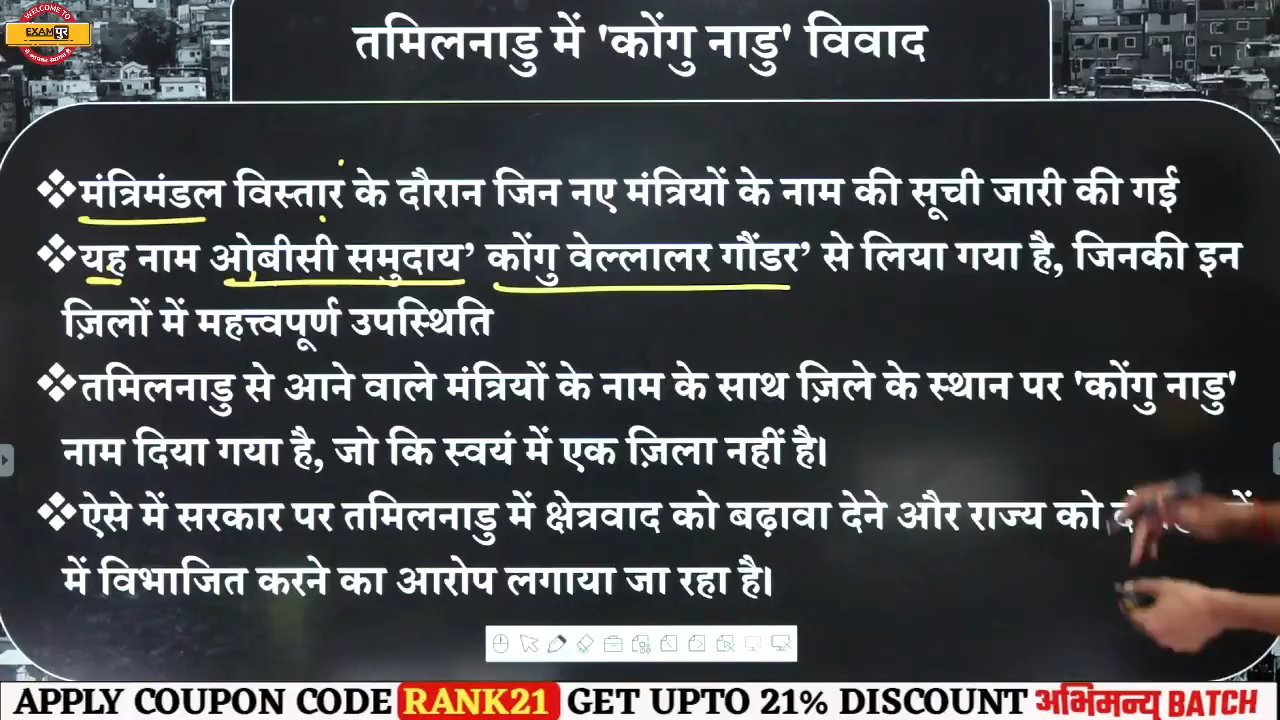 WELCOME TO
EXAMपुर
तमिलनाडु में 'कोंगु नाडु' विवाद
❖मंत्रिमंडल विस्तार के दौरान जिन नए मंत्रियों के नाम की सूची जारी की गई
❖यह नाम ओबीसी समुदाय’ कोंगु वेल्लालर गौंडर’ से लिया गया है, जिनकी इन
ज़िलों में महत्त्वपूर्ण उपस्थिति
❖तमिलनाडु से आने वाले मंत्रियों के नाम के साथ ज़िले के स्थान पर 'कोंगु नाडु'
नाम दिया गया है, जो कि स्वयं में एक ज़िला नहीं है।
❖ऐसे में सरकार पर तमिलनाडु में क्षेत्रवाद को बढ़ावा देने और राज्य को
में विभाजित करने का आरोप लगाया जा रहा है।
APPLY COUPON CODE RANK21 GET UPTO 21% DISCOUNT अभिमन्यु BATCH